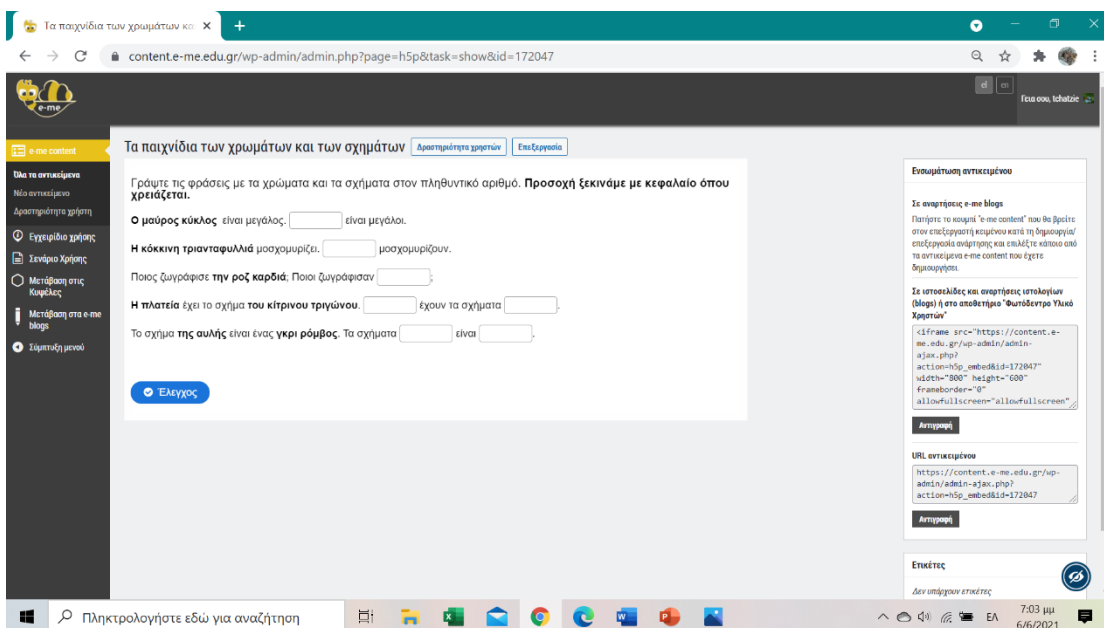 Τα παιχνίδια των χρωμάτων κα
content.e-me.edu.gr/wp-admin/admin.php?page=h5p&task=show&id=172047
e-me
el en
Γεια σου, tchatzie
e-me content
Όλα τα αντικείμενα
Νέο αντικείμενο
Δραστηριότητα χρήστη
Εγχειρίδιο χρήσης
Σενάριο Χρήσης
Μετάβαση στις
Κυψέλες
Μετάβαση στα e-me
blogs
Σύμπτυξη μενού
Τα παιχνίδια των χρωμάτων και των σχημάτων Δραστηριότητα χρηστών Επεξεργασία
Γράψτε τις φράσεις με τα χρώματα και τα σχήματα στον πληθυντικό αριθμό. Προσοχή ξεκινάμε με κεφαλαίο όπου
χρειάζεται.
Ο μαύρος κύκλος είναι μεγάλος. είναι μεγάλοι.
Η κόκκινη τριανταφυλλιά μοσχομυρίζει. μοσχομυρίζουν.
Ποιος ζωγράφισε την ροζ καρδιά; Ποιοι ζωγράφισαν ;
Η πλατεία έχει το σχήμα του κίτρινου τριγώνου. έχουν τα σχήματα .
Το σχήμα της αυλής είναι ένας γκρι ρόμβος. Τα σχήματα είναι .
Έλεγχος
Ενσωμάτωση αντικειμένου
Σε αναρτήσεις e-me blogs
Πατήστε το κουμπί "e-me content" που θα βρείτε
στον επεξεργαστή κειμένου κατά τη δημιουργία/
επεξεργασία ανάρτησης και επιλέξτε κάποιο από
τα αντικείμενα e-me content που έχετε
δημιουργήσει.
Σε ιστοσελίδες και αναρτήσεις ιστολογίων
(blogs) ή στο αποθετήριο "Φωτόδεντρο Υλικό
Χρηστών"
<iframe src="https://content.e-
me.edu.gr/wp-admin/admin-
ajax.php?
action=h5p_embed&id=172047"
width="800" height="600"
frameborder="0"
allowfullscreen="allowfullscreen"
Αντιγραφή
URL αντικειμένου
https://content.e-me.edu.gr/wp-
admin/admin-ajax.php?
action=h5p_embed&id=172047
Αντιγραφή
Ετικέτες
Δεν υπάρχουν ετικέτες
Πληκτρολογήστε εδώ για αναζήτηση
ΕΛ
7:03 μμ
6/6/2021